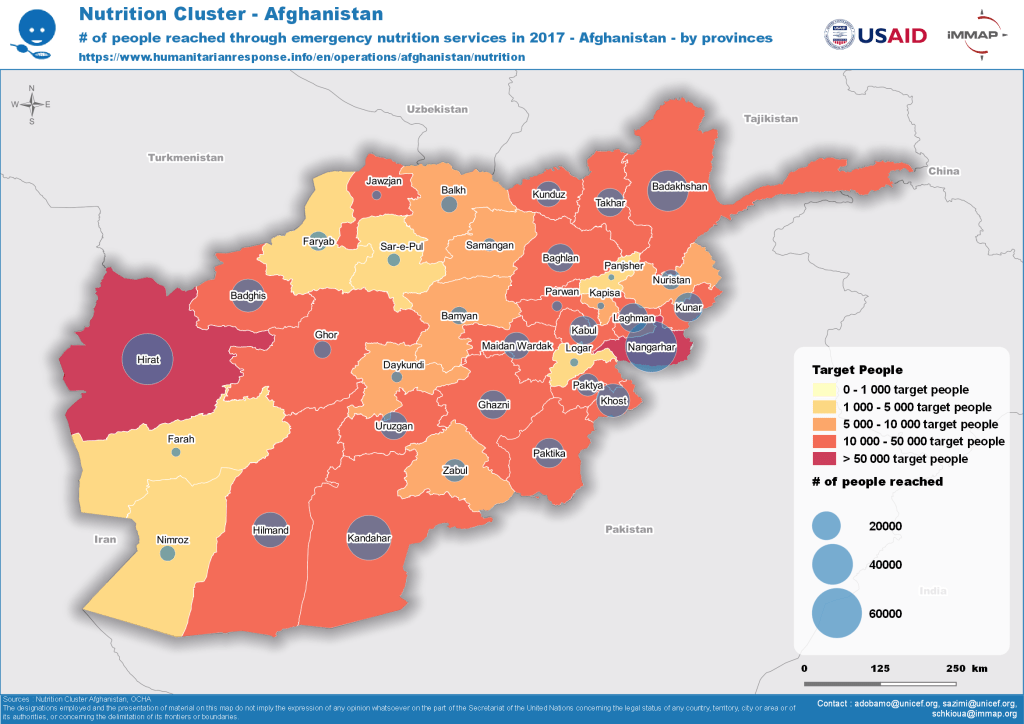 Nutrition Cluster - Afghanistan
# of people reached through emergency nutrition services in 2017 - Afghanistan - by provinces
https://www.humanitarianresponse.info/en/operations/afghanistan/nutrition
USAID
iMMAP
N
W E
S
Uzbekistan
Tajikistan
Turkmenistan
China
Jawzjan
Balkh
Kunduz
Takhar
Badakhshan
Faryab
Sar-e-Pul
Samangan
Baghlan
Panjsher
Nuristan
Badghis
Parwan
Kapisa
Kunar
Bamyan
Laghman
Ghor
Kabul
Hirat
Maidan Wardak
Logar
Nangarhar
Daykundi
Paktya
Khost
Ghazni
Uruzgan
Farah
Paktika
Zabul
Hilmand
Kandahar
Nimroz
Iran
Pakistan
India
Target People
0 - 1 000 target people
1 000 - 5 000 target people
5 000 - 10 000 target people
10 000 - 50 000 target people
> 50 000 target people
# of people reached
20000
40000
60000
0 125 250 km
Sources : Nutrition Cluster Afghanistan, OCHA
The designations employed and the presentation of material on this map do not imply the expression of any opinion whatsoever on the part of the Secretariat of the United Nations concerning the legal status of any country, territory, city or area or of
its authorities, or concerning the delimitation of its frontiers or boundaries.
Contact : adobamo@unicef.org, sazimi@unicef.org,
schkioua@immap.org